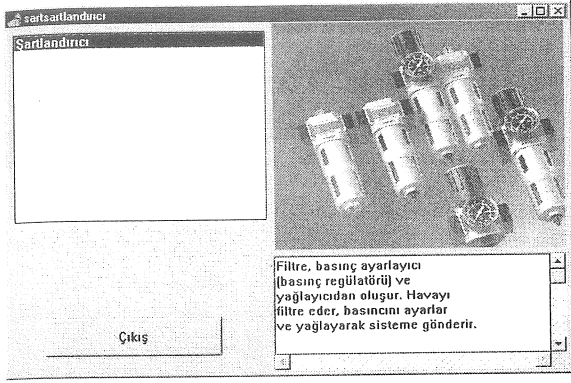 sartsartlandırıcı
Şartlandırıcı
Filtre, basınç ayarlayıcı
(basınç regülatörü) ve
yağlayıcıdan oluşur. Havayı
filtre eder, basıncını ayarlar
ve yağlayarak sisteme gönderir.
Çıkış